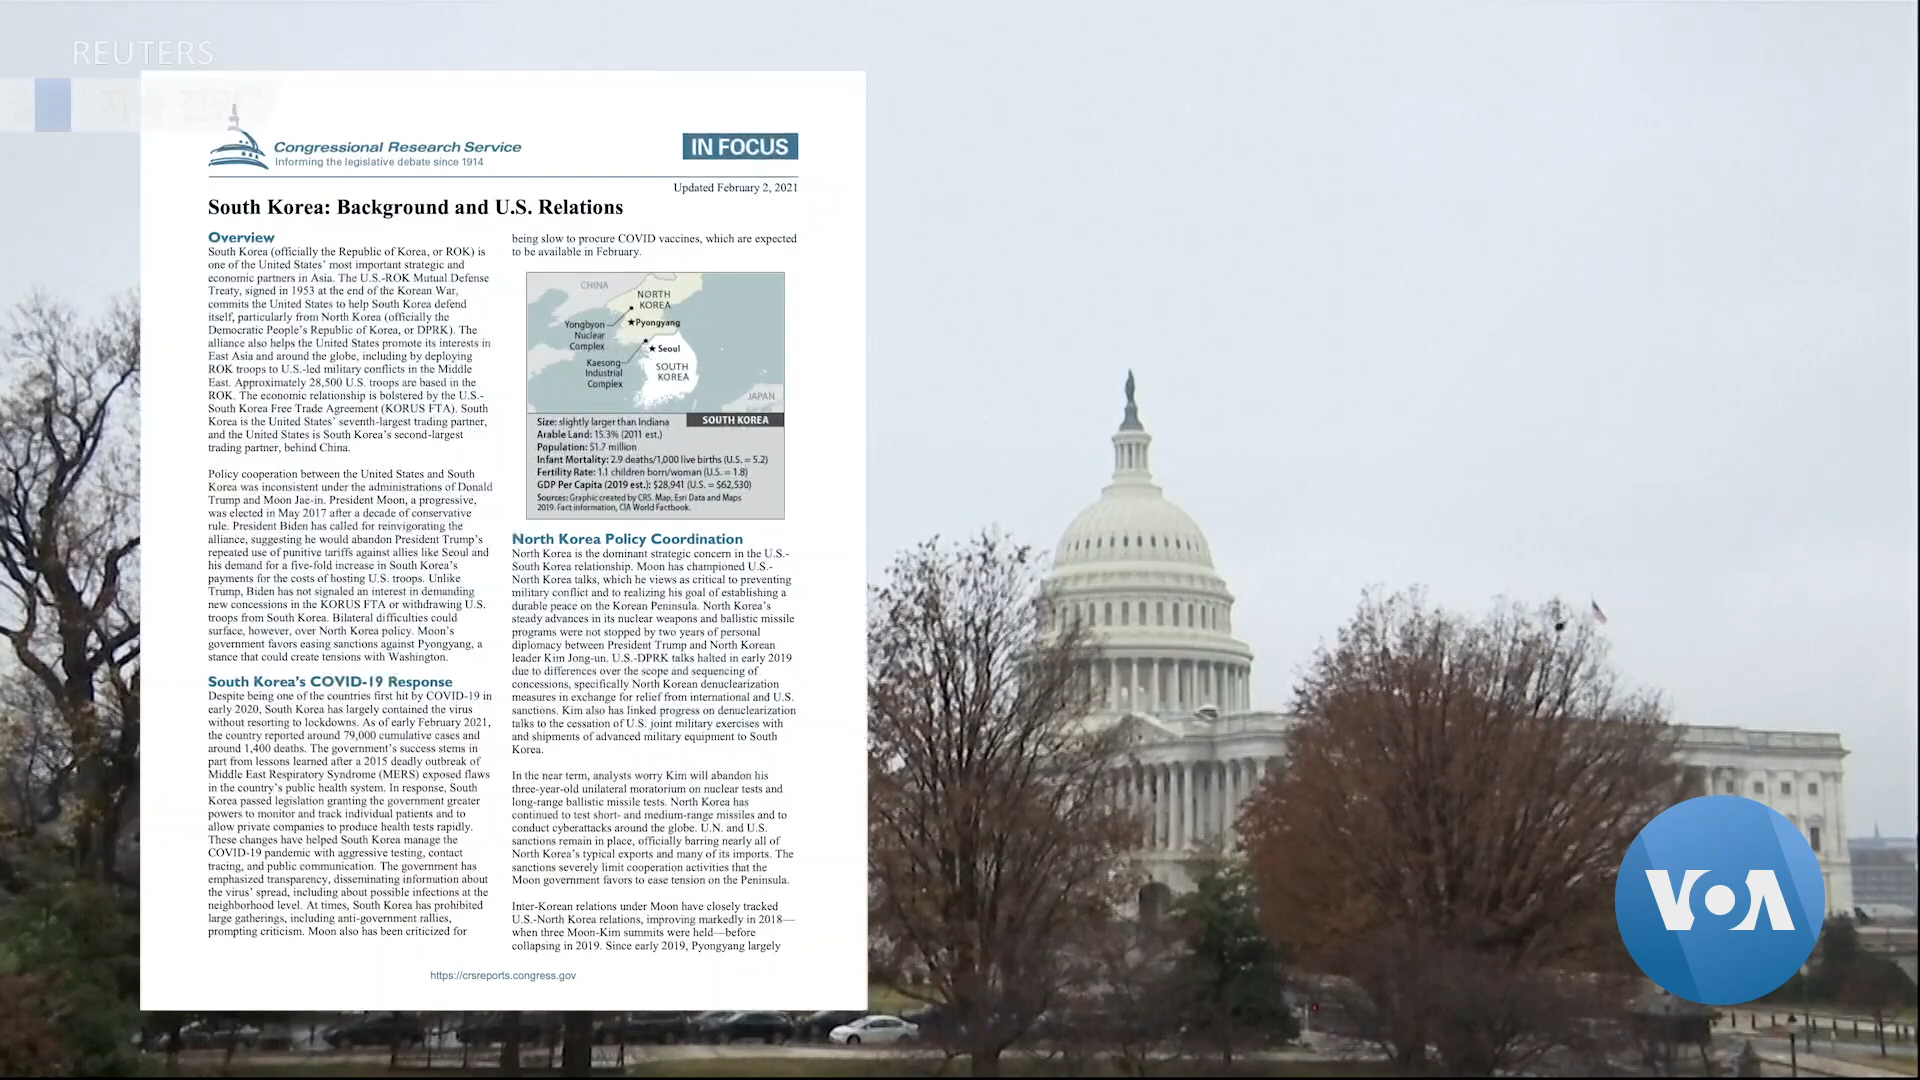 REUTERS
Congressional Research Service
Informing the legislative debate since 1914
IN FOCUS
Updated February 2, 2021
South Korea: Background and U.S. Relations
Overview
South Korea (officially the Republic of Korea, or ROK) is
one of the United States' most important strategic and
economic partners in Asia. The U.S.-ROK Mutual Defense
Treaty, signed in 1953 at the end of the Korean War,
commits the United States to help South Korea defend
itself, particularly from North Korea (officially the
Democratic People's Republic of Korea, or DPRK). The
alliance also helps the United States promote its interests in
East Asia and around the globe, including by deploying
ROK troops to U.S.-led military conflicts in the Middle
East. Approximately 28,500 U.S. troops are based in the
ROK. The economic relationship is bolstered by the U.S.-
South Korea Free Trade Agreement (KORUS FTA). South
Korea is the United States' seventh-largest trading partner,
and the United States is South Korea's second-largest
trading partner, behind China.
Policy cooperation between the United States and South
Korea was inconsistent under the administrations of Donald
Trump and Moon Jae-in. President Moon, a progressive,
was elected in May 2017 after a decade of conservative
rule. President Biden has called for reinvigorating the
alliance, suggesting he would abandon President Trump's
repeated use of punitive tariffs against allies like Seoul and
his demand for a five-fold increase in South Korea's
payments for the costs of hosting U.S. troops. Unlike
Trump, Biden has not signaled an interest in demanding
new concessions in the KORUS FTA or withdrawing U.S.
troops from South Korea. Bilateral difficulties could
surface, however, over North Korea policy. Moon's
government favors easing sanctions against Pyongyang, a
stance that could create tensions with Washington.
South Korea's COVID-19 Response
Despite being one of the countries first hit by COVID-19 in
early 2020, South Korea has largely contained the virus
without resorting to lockdowns. As of early February 2021,
the country reported around 79,000 cumulative cases and
around 1,400 deaths. The government's success stems in
part from lessons learned after a 2015 deadly outbreak of
Middle East Respiratory Syndrome (MERS) exposed flaws
in the country's public health system. In response, South
Korea passed legislation granting the government greater
powers to monitor and track individual patients and to
allow private companies to produce health tests rapidly.
These changes have helped South Korea manage the
COVID-19 pandemic with aggressive testing, contact
tracing, and public communication. The government has
emphasized transparency, disseminating information about
the virus' spread, including about possible infections at the
neighborhood level. At times, South Korea has prohibited
large gatherings, including anti-government rallies,
prompting criticism. Moon also has been criticized for
being slow to procure COVID vaccines, which are expected
to be available in February.
CHINA
NORTH
KOREA
Yongbyon
Nuclear
Complex
Pyongyang
Seoul
Kaesong
Industrial
Complex
SOUTH
KOREA
JAPAN
SOUTH KOREA
Size: slightly larger than Indiana
Arable Land: 15.3% (2011 est.)
Population: 51.7 million
Infant Mortality: 2.9 deaths/1,000 live births (U.S. = 5.2)
Fertility Rate: 1.1 children born/woman (U.S. = 1.8)
GDP Per Capita (2019 est.): $28,941 (U.S. = $62,530)
Sources: Graphic created by CRS. Map, Esri Data and Maps
2019. Fact information, CIA World Factbook.
North Korea Policy Coordination
North Korea is the dominant strategic concern in the U.S.-
South Korea relationship. Moon has championed U.S.-
North Korea talks, which he views as critical to preventing
military conflict and to realizing his goal of establishing a
durable peace on the Korean Peninsula. North Korea's
steady advances in its nuclear weapons and ballistic missile
programs were not stopped by two years of personal
diplomacy between President Trump and North Korean
leader Kim Jong-un. U.S.-DPRK talks halted in early 2019
due to differences over the scope and sequencing of
concessions, specifically North Korean denuclearization
measures in exchange for relief from international and U.S.
sanctions. Kim also has linked progress on denuclearization
talks to the cessation of U.S. joint military exercises with
and shipments of advanced military equipment to South
Korea.
In the near term, analysts worry Kim will abandon his
three-year-old unilateral moratorium on nuclear tests and
long-range ballistic missile tests. North Korea has
continued to test short- and medium-range missiles and to
conduct cyberattacks around the globe. U.N. and U.S.
sanctions remain in place, officially barring nearly all of
North Korea's typical exports and many of its imports. The
sanctions severely limit cooperation activities that the
Moon government favors to ease tension on the Peninsula.
Inter-Korean relations under Moon have closely tracked
U.S.-North Korea relations, improving markedly in 2018—
when three Moon-Kim summits were held—before
collapsing in 2019. Since early 2019, Pyongyang largely
https://crsreports.congress.gov
VOA